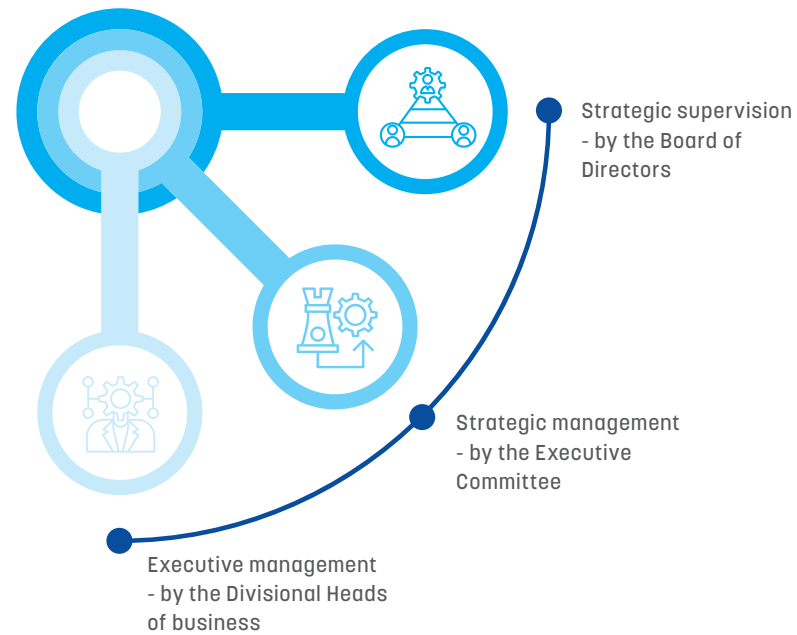 Strategic supervision
- by the Board of
Directors
Strategic management
- by the Executive
Committee
Executive management
- by the Divisional Heads
of business